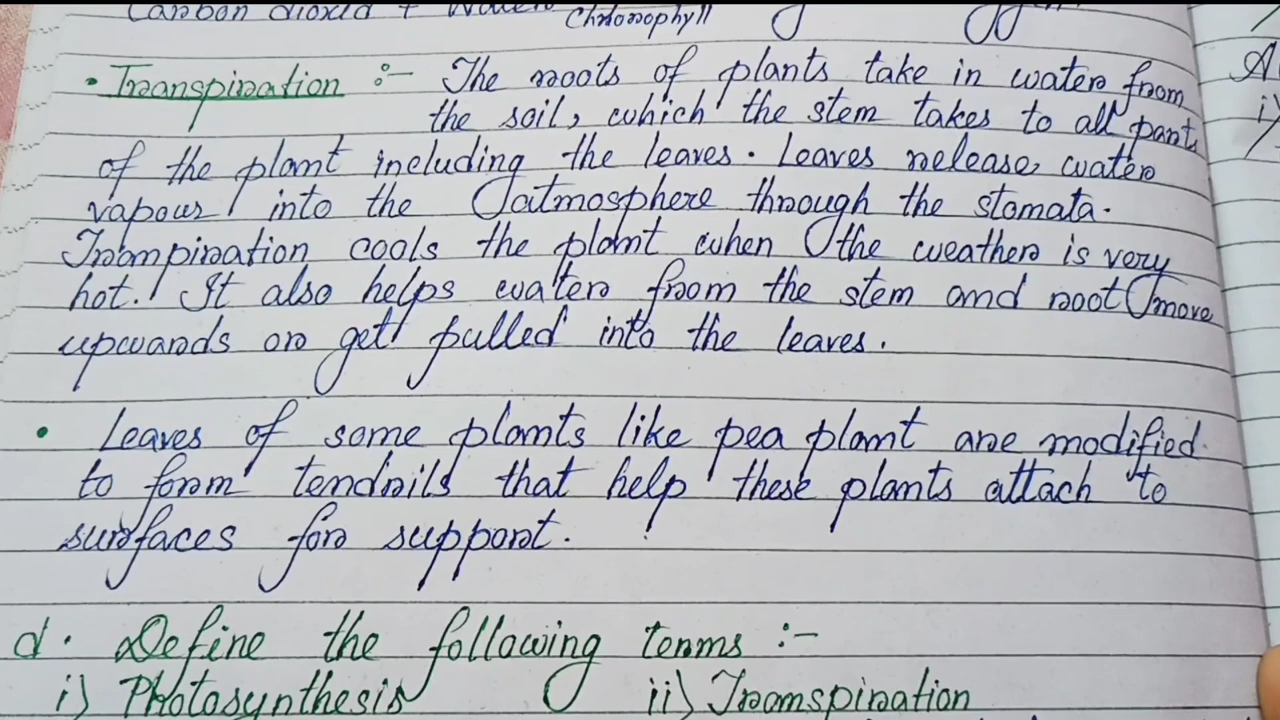 Carbon dioxid + Water
Chlorophyll
• Transpiration :- The roots of plants take in water from
the soil, which the stem takes to all part
of the plant including the leaves. Leaves release water
vapour into the atmosphere through the stomata.
Transpiration cools the plant when the weather is very
hot. It also helps water from the stem and root move
upwards or get pulled into the leaves.
• Leaves of some plants like pea plant are modified
to form tendrils that help these plants attach to
surfaces for support.
d. Define the following terms :-
i) Photosynthesis ii) Transpiration